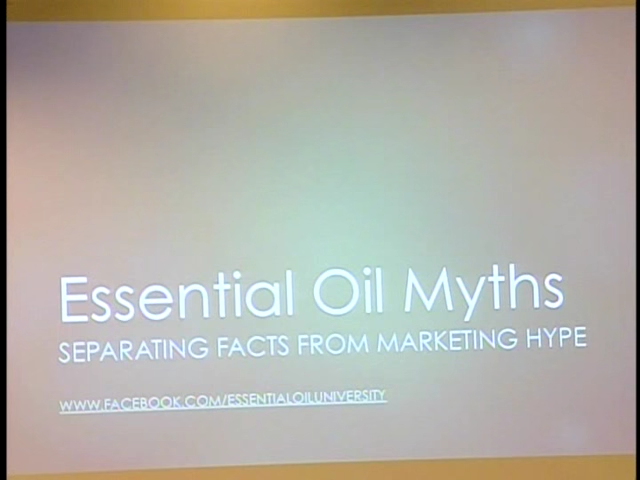 Essential Oil Myths
SEPARATING FACTS FROM MARKETING HYPE
WWW.FACEBOOK.COM/ESSENTIALOILUNIVERSITY